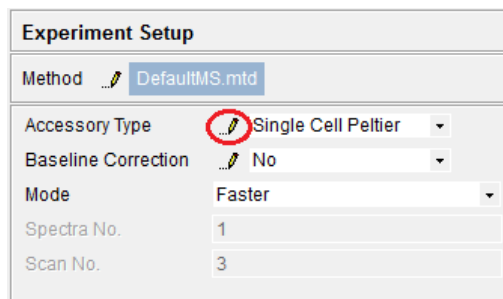 Experiment Setup
Method DefaultMS.mtd
Accessory Type Single Cell Peltier
Baseline Correction No
Mode Faster
Spectra No. 1
Scan No. 3